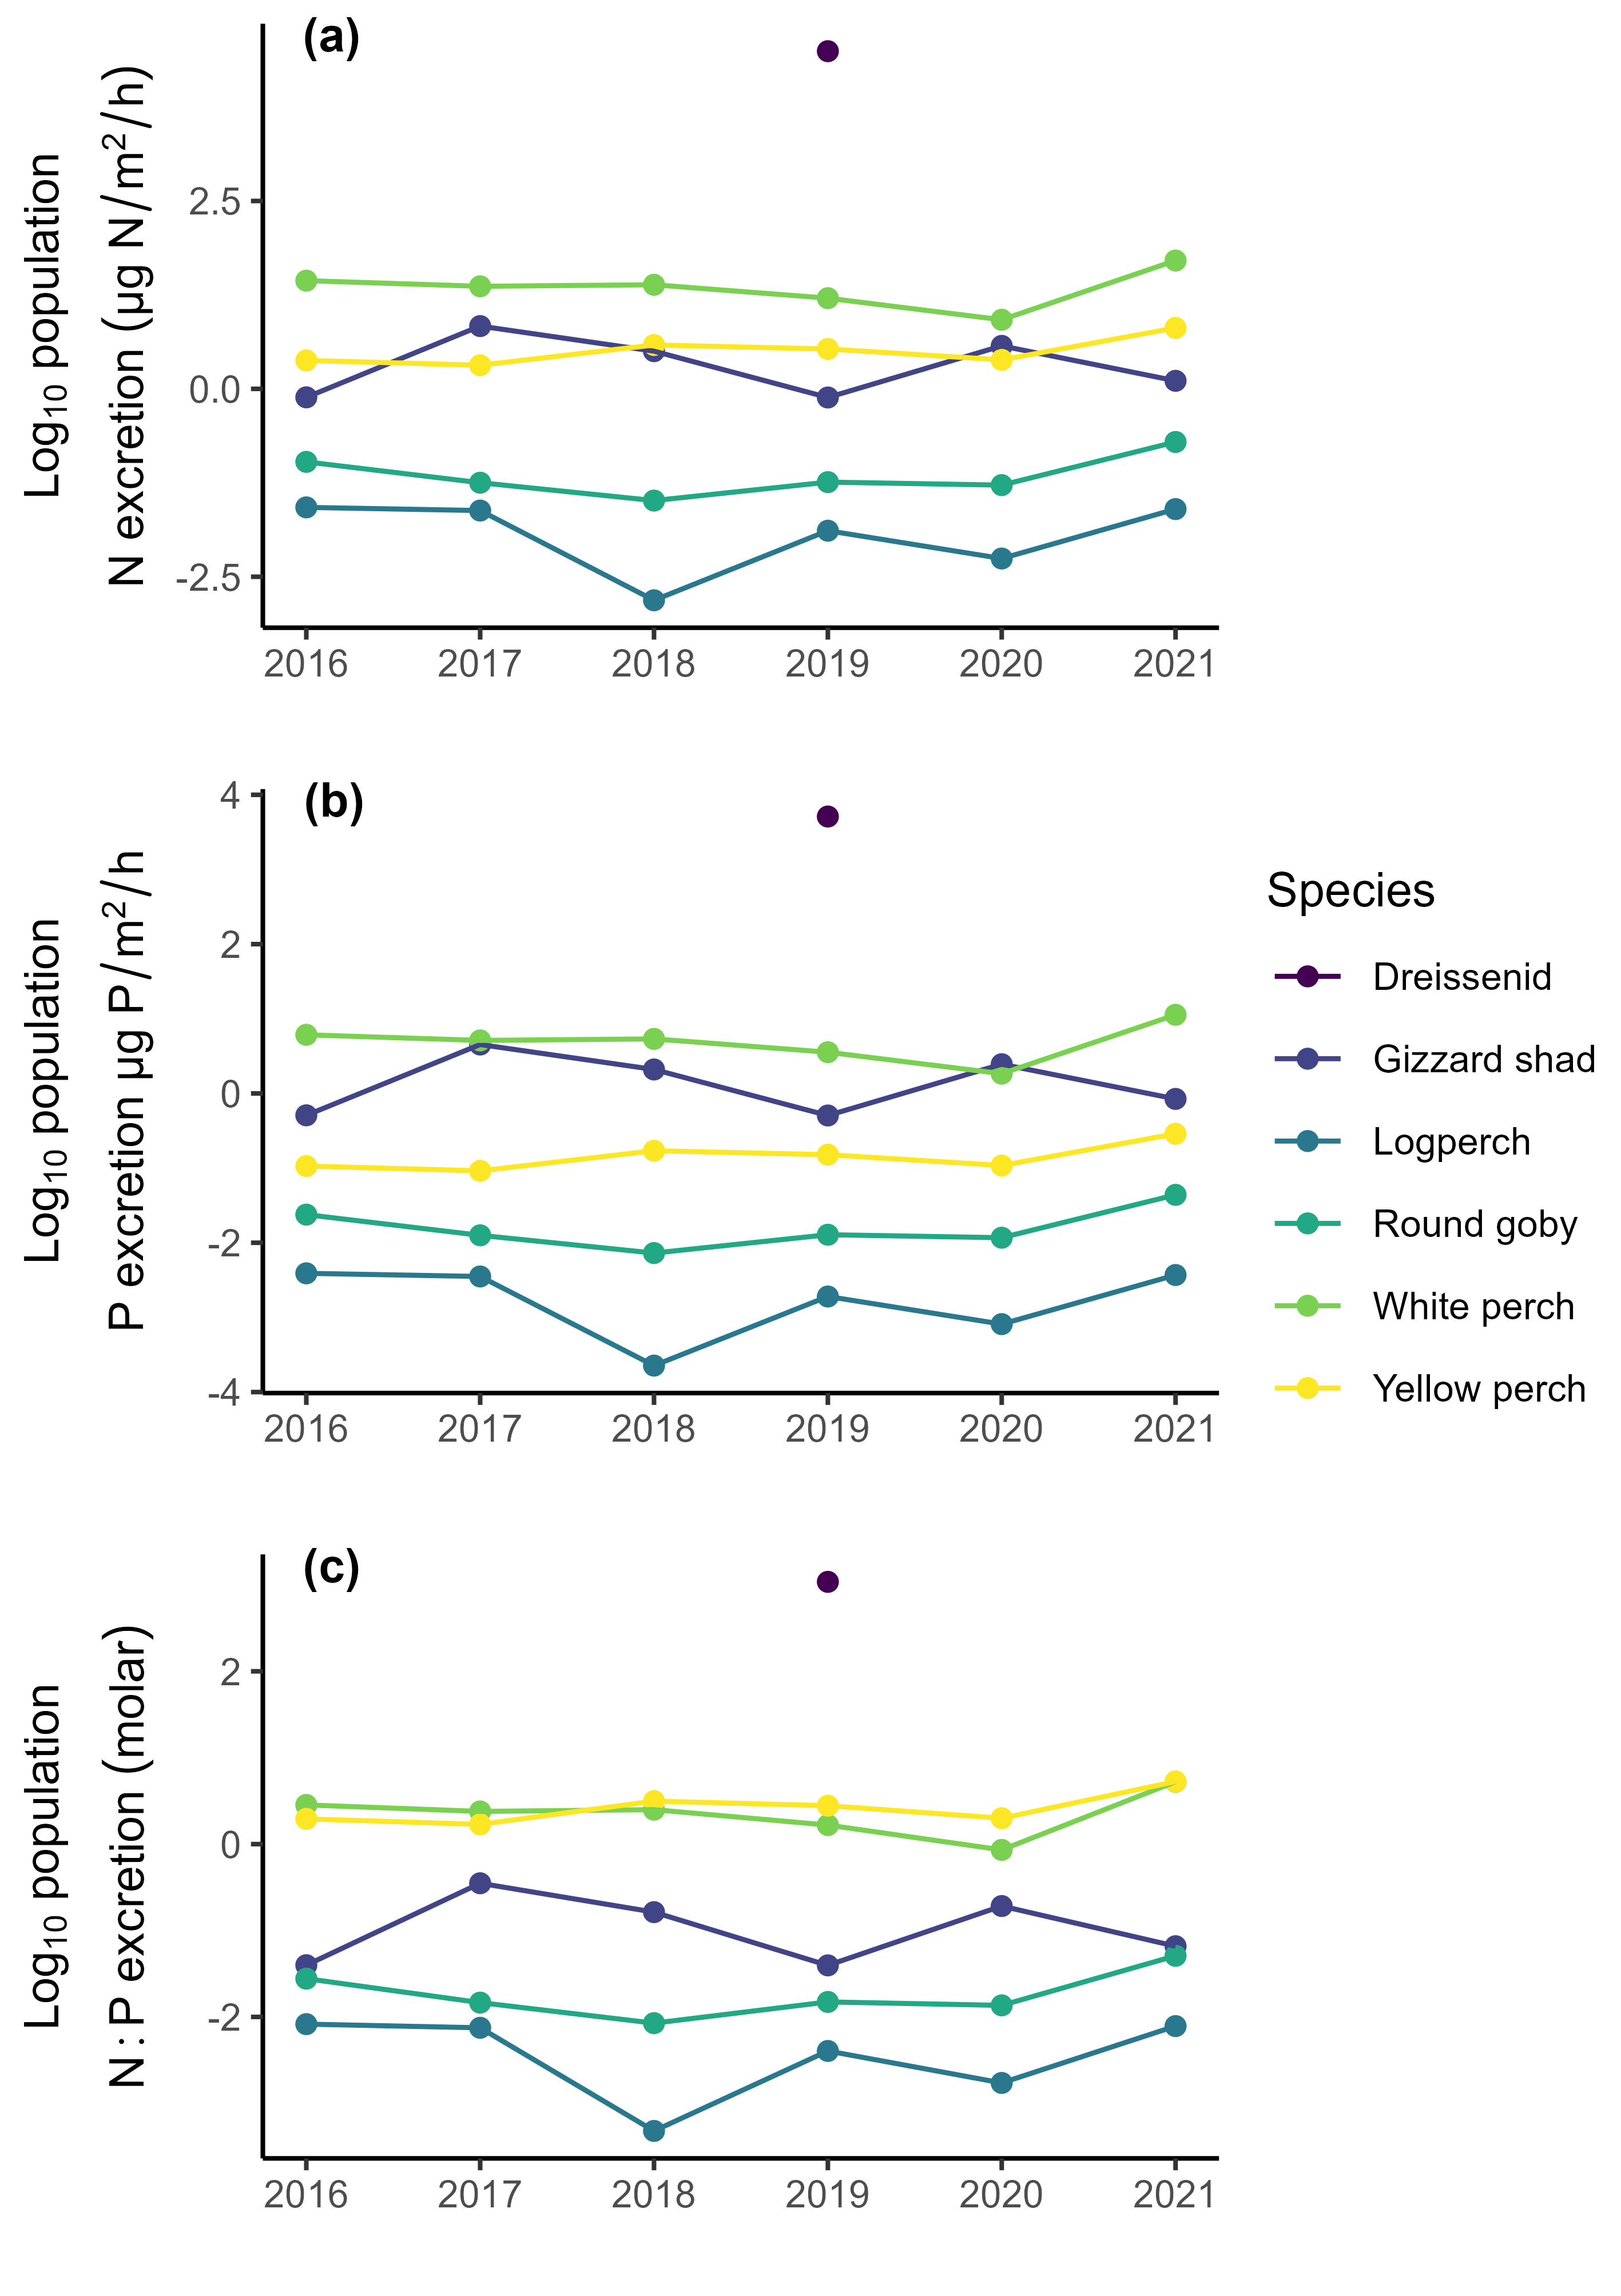 (a)
Log₁₀ population
N excretion (µg N/m²/h)
2.5
0.0
-2.5
2016 2017 2018 2019 2020 2021
(b)
Log₁₀ population
P excretion µg P/m²/h
4
2
0
-2
-4
2016 2017 2018 2019 2020 2021
Species
Dreissenid
Gizzard shad
Logperch
Round goby
White perch
Yellow perch
(c)
Log₁₀ population
N:P excretion (molar)
2
0
-2
2016 2017 2018 2019 2020 2021